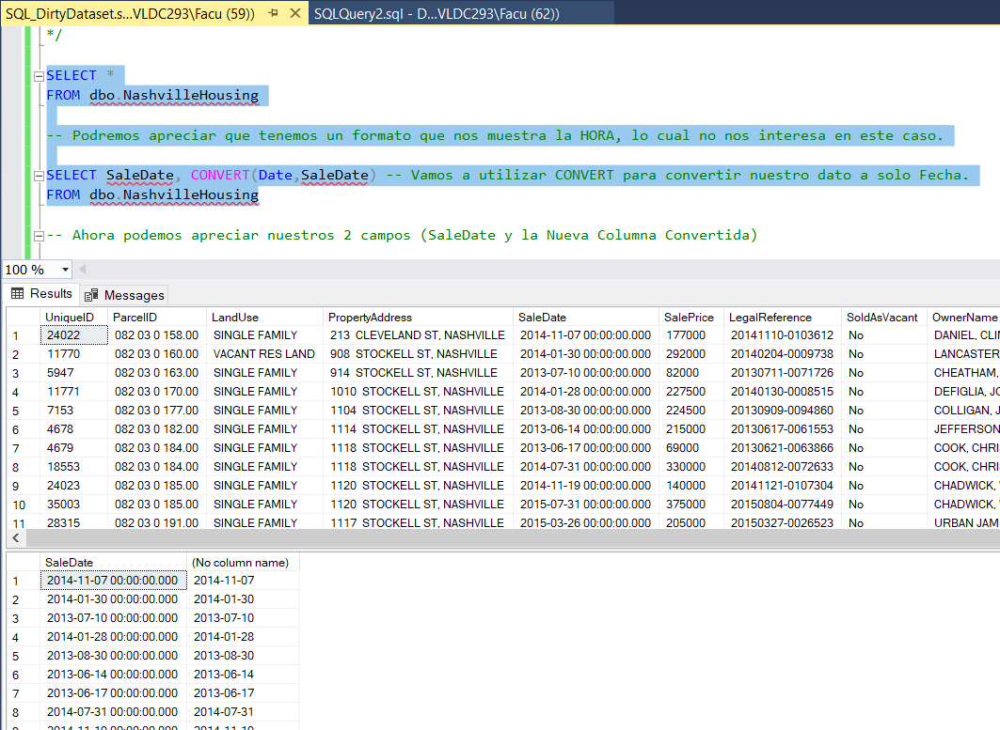 SQL_DirtyDataset.s...VLDC293\Facu (59)) SQLQuery2.sql - D...VLDC293\Facu (62))
*/
SELECT *
FROM dbo.NashvilleHousing
-- Podremos apreciar que tenemos un formato que nos muestra la HORA, lo cual no nos interesa en este caso.
SELECT SaleDate, CONVERT(Date,SaleDate) -- Vamos a utilizar CONVERT para convertir nuestro dato a solo Fecha.
FROM dbo.NashvilleHousing
-- Ahora podemos apreciar nuestros 2 campos (SaleDate y la Nueva Columna Convertida)
100 %
Results Messages
UniqueID ParcelID LandUse PropertyAddress SaleDate SalePrice LegalReference SoldAsVacant OwnerName
1 24022 082 03 0 158.00 SINGLE FAMILY 213 CLEVELAND ST, NASHVILLE 2014-11-07 00:00:00.000 177000 20141110-0103612 No DANIEL, CLI
2 11770 082 03 0 160.00 VACANT RES LAND 908 STOCKELL ST, NASHVILLE 2014-01-30 00:00:00.000 292000 20140204-0009738 No LANCASTER
3 5947 082 03 0 163.00 SINGLE FAMILY 914 STOCKELL ST, NASHVILLE 2013-07-10 00:00:00.000 82000 20130711-0071726 No CHEATHAM,
4 11771 082 03 0 170.00 SINGLE FAMILY 1010 STOCKELL ST, NASHVILLE 2014-01-28 00:00:00.000 227500 20140130-0008515 No DEFIGLIA, JO
5 7153 082 03 0 177.00 SINGLE FAMILY 1104 STOCKELL ST, NASHVILLE 2013-08-30 00:00:00.000 224500 20130909-0094860 No COLLIGAN, J
6 4678 082 03 0 182.00 SINGLE FAMILY 1114 STOCKELL ST, NASHVILLE 2013-06-14 00:00:00.000 215000 20130617-0061553 No JEFFERSON
7 4679 082 03 0 184.00 SINGLE FAMILY 1118 STOCKELL ST, NASHVILLE 2013-06-17 00:00:00.000 69000 20130621-0063866 No COOK, CHRI
8 18553 082 03 0 184.00 SINGLE FAMILY 1118 STOCKELL ST, NASHVILLE 2014-07-31 00:00:00.000 330000 20140812-0072633 No COOK, CHRI
9 24023 082 03 0 185.00 SINGLE FAMILY 1120 STOCKELL ST, NASHVILLE 2014-11-19 00:00:00.000 140000 20141121-0107304 No CHADWICK,
10 35003 082 03 0 185.00 SINGLE FAMILY 1120 STOCKELL ST, NASHVILLE 2015-07-31 00:00:00.000 375000 20150804-0077449 No CHADWICK,
11 28315 082 03 0 191.00 SINGLE FAMILY 1117 STOCKELL ST, NASHVILLE 2015-03-26 00:00:00.000 205000 20150327-0026523 No URBAN JAM
SaleDate (No column name)
1 2014-11-07 00:00:00.000 2014-11-07
2 2014-01-30 00:00:00.000 2014-01-30
3 2013-07-10 00:00:00.000 2013-07-10
4 2014-01-28 00:00:00.000 2014-01-28
5 2013-08-30 00:00:00.000 2013-08-30
6 2013-06-14 00:00:00.000 2013-06-14
7 2013-06-17 00:00:00.000 2013-06-17
8 2014-07-31 00:00:00.000 2014-07-31